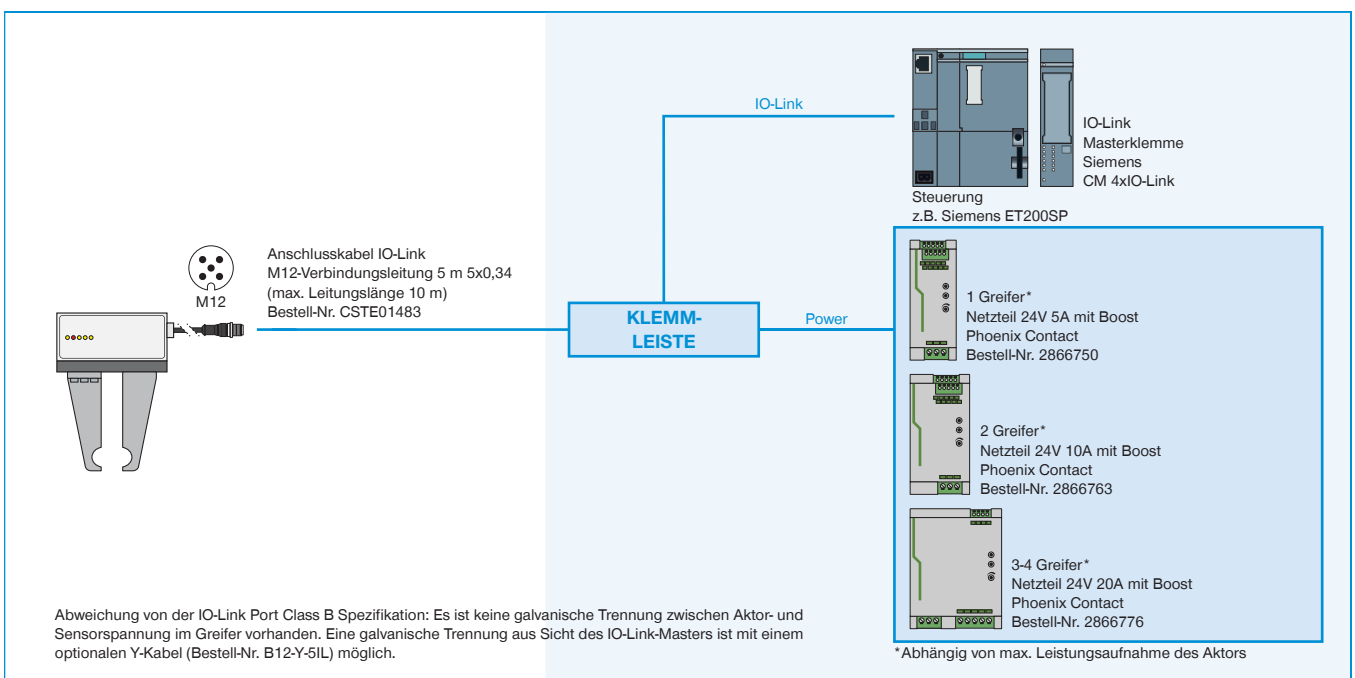 IO-Link
IO-Link
Masterklemme
Siemens
CM 4xIO-Link
Steuerung
z.B. Siemens ET200SP
M12
Anschlusskabel IO-Link
M12-Verbindungsleitung 5 m 5x0,34
(max. Leitungslänge 10 m)
Bestell-Nr. CSTE01483
KLEMM-
LEISTE
Power
1 Greifer*
Netzteil 24V 5A mit Boost
Phoenix Contact
Bestell-Nr. 2866750
2 Greifer*
Netzteil 24V 10A mit Boost
Phoenix Contact
Bestell-Nr. 2866763
3-4 Greifer*
Netzteil 24V 20A mit Boost
Phoenix Contact
Bestell-Nr. 2866776
*Abhängig von max. Leistungsaufnahme des Aktors
Abweichung von der IO-Link Port Class B Spezifikation: Es ist keine galvanische Trennung zwischen Aktor- und
Sensorspannung im Greifer vorhanden. Eine galvanische Trennung aus Sicht des IO-Link-Masters ist mit einem
optionalen Y-Kabel (Bestell-Nr. B12-Y-5IL) möglich.